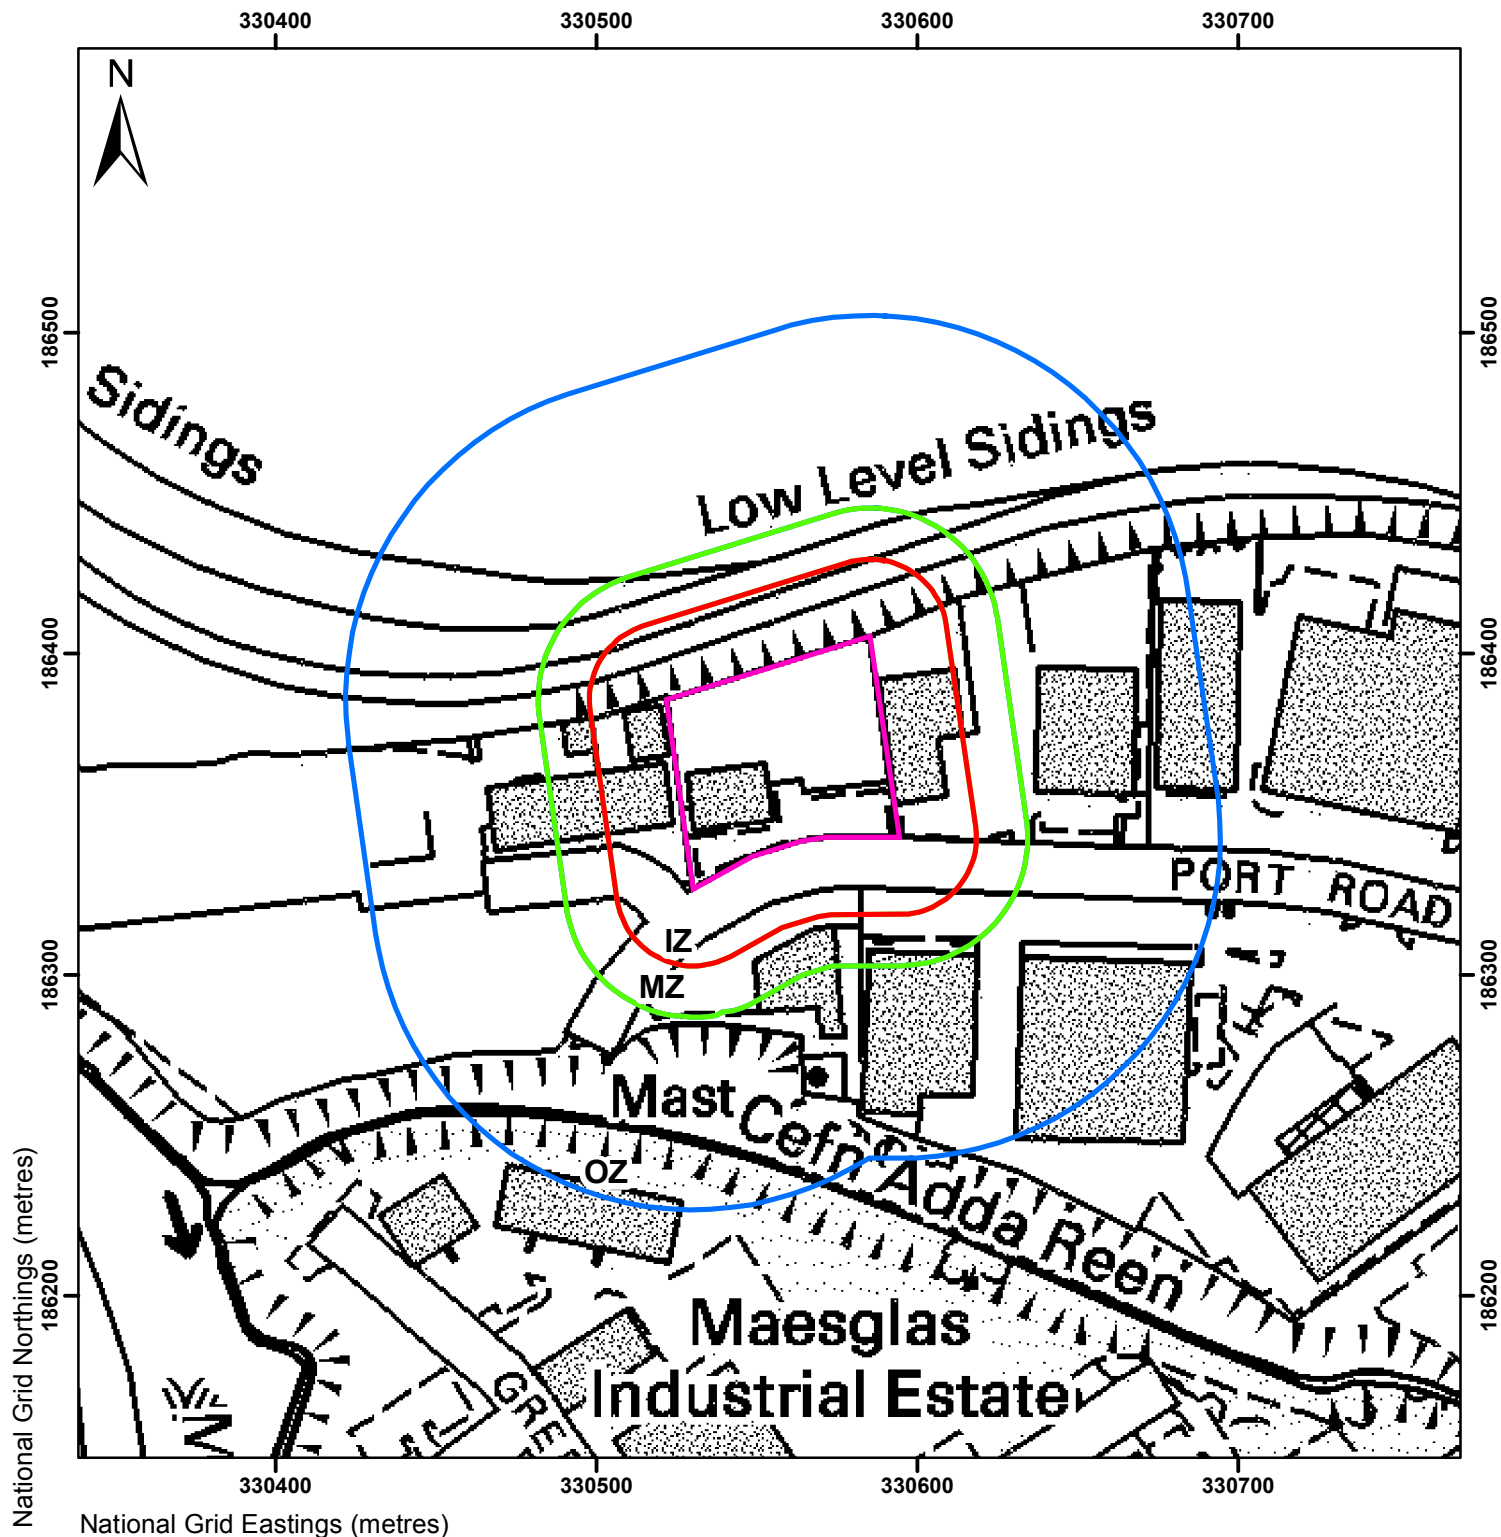 330400 330500 330600 330700
N
186500 186500
Sidings
Low Level Sidings
186400 186400
PORT ROAD
IZ
186300 186300
MZ
Mast
Cefn Adda Reen
OZ
186200 186200
Maesglas
Industrial Estate
330400 330500 330600 330700
National Grid Northings (metres)
National Grid Eastings (metres)